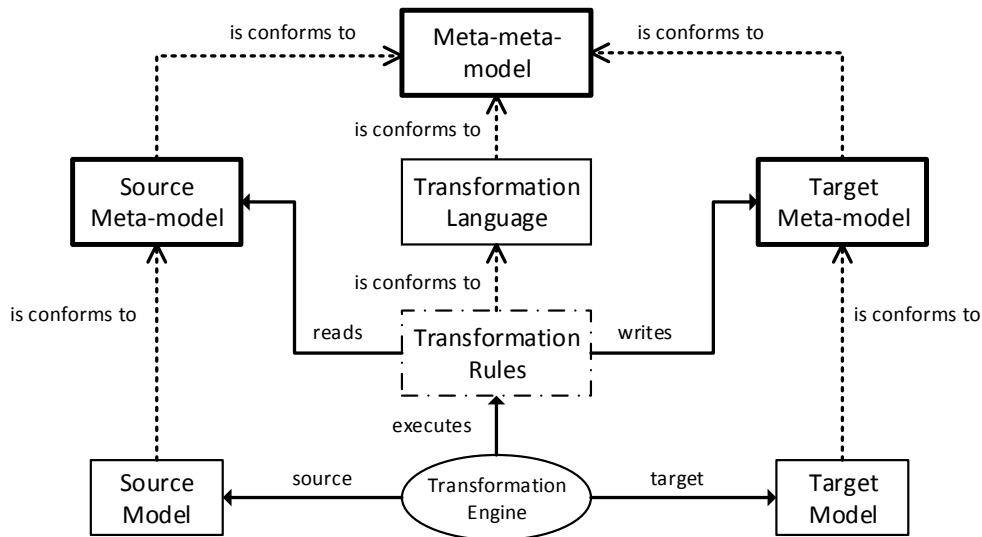 is conforms to
Meta-meta-
model
is conforms to
is conforms to
Source
Meta-model
Transformation
Language
Target
Meta-model
is conforms to
is conforms to
is conforms to
reads
Transformation
Rules
writes
executes
Source
Model
source
Transformation
Engine
target
Target
Model